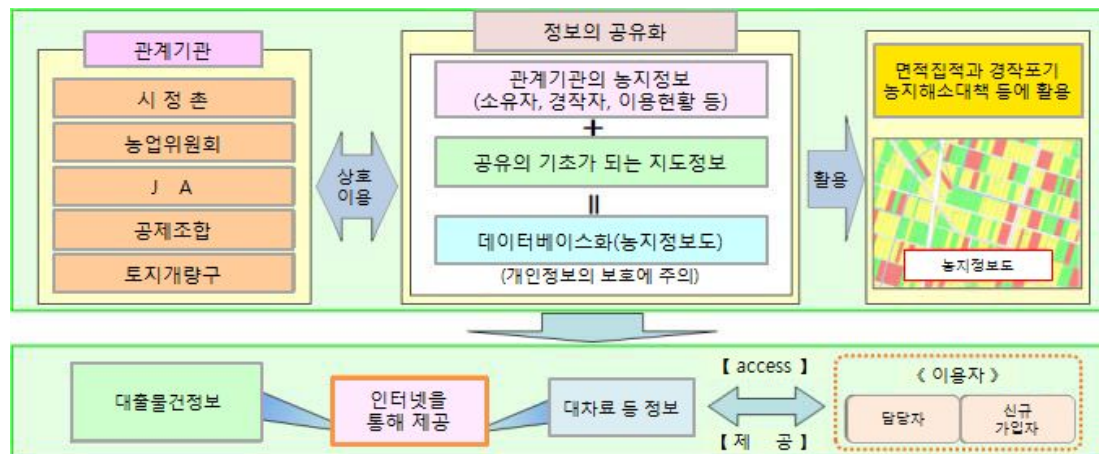 관계기관
시 정 촌
농업위원회
J A
공제조합
토지개량구
상호
이용
정보의 공유화
관계기관의 농지정보
(소유자, 경작자, 이용현황 등)
+
공유의 기초가 되는 지도정보
=
데이터베이스화(농지정보도)
(개인정보의 보호에 주의)
활용
면적집적과 경작포기
농지해소대책 등에 활용
농지정보도
대출물건정보
인터넷을
통해 제공
대차료 등 정보
【 access 】
【 제 공 】
《 이용자 》
담당자
신규
가입자